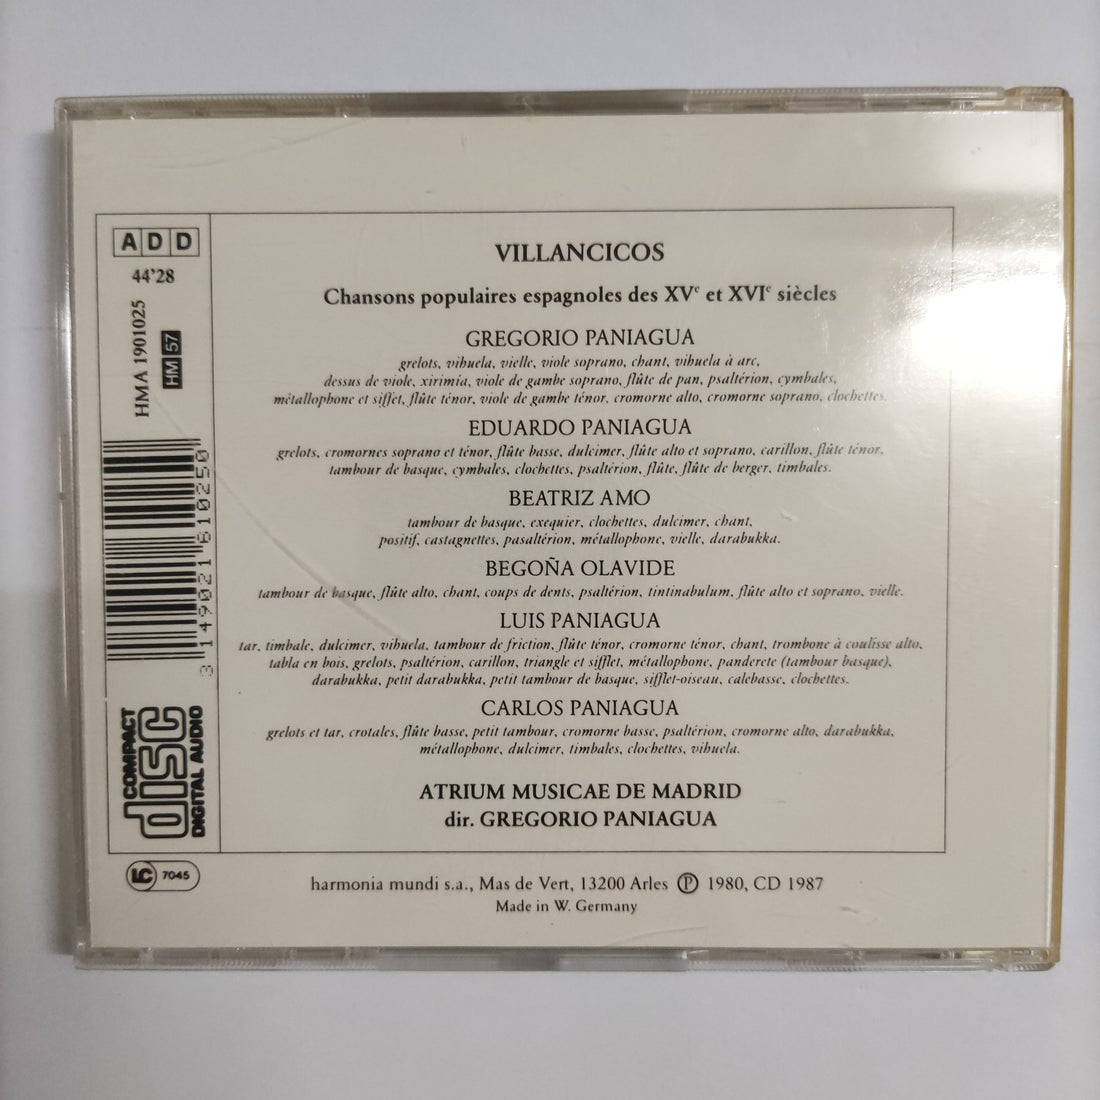 ADD
44'28
HMA 1901025
HM 57
3 149021 610250
COMPACT
disc
DIGITAL AUDIO
VILLANCICOS
Chansons populaires espagnoles des XVe et XVIe siècles
GREGORIO PANIAGUA
grelots, vihuela, vielle, viole soprano, chant, vihuela à arc,
dessus de viole, xirimia, viole de gambe soprano, flûte de pan, psaltérion, cymbales,
métallophone et siffet, flûte ténor, viole de gambe ténor, cromorne alto, cromorne soprano, clochettes.
EDUARDO PANIAGUA
grelots, cromornes soprano et ténor, flûte basse, dulcimer, flûte alto et soprano, carillon, flûte ténor,
tambour de basque, cymbales, clochettes, psaltérion, flûte, flûte de berger, timbales.
BEATRIZ AMO
tambour de basque, exequier, clochettes, dulcimer, chant,
positif, castagnettes, pasaltérion, métallophone, vielle, darabukka.
BEGOÑA OLAVIDE
tambour de basque, flûte alto, chant, coups de dents, psaltérion, tintinabulum, flûte alto et soprano, vielle.
LUIS PANIAGUA
tar, timbale, dulcimer, vihuela, tambour de friction, flûte ténor, cromorne ténor, chant, trombone à coulisse alto,
tabla en bois, grelots, psaltérion, carillon, triangle et sifflet, métallophone, panderete (tambour basque),
darabukka, petit darabukka, petit tambour de basque, sifflet-oiseau, calebasse, clochettes.
CARLOS PANIAGUA
grelots et tar, crotales, flûte basse, petit tambour, cromorne basse, psaltérion, cromorne alto, darabukka,
métallophone, dulcimer, timbales, clochettes, vihuela.
ATRIUM MUSICAE DE MADRID
dir. GREGORIO PANIAGUA
LC 7045
harmonia mundi s.a., Mas de Vert, 13200 Arles Ⓟ 1980, CD 1987
Made in W. Germany